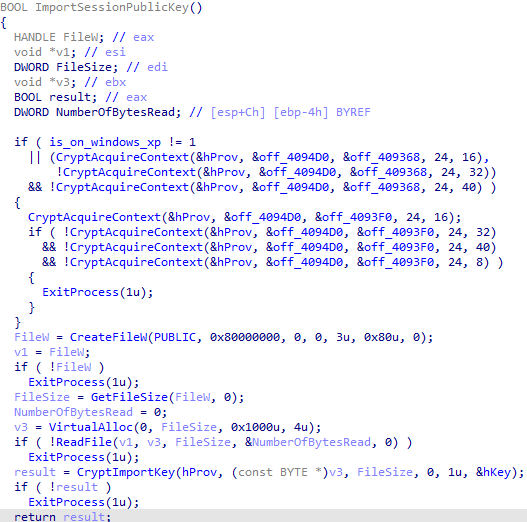 BOOL ImportSessionPublicKey()
{
HANDLE FileW; // eax
void *v1; // esi
DWORD FileSize; // edi
void *v3; // ebx
BOOL result; // eax
DWORD NumberOfBytesRead; // [esp+Ch] [ebp-4h] BYREF
if ( is_on_windows_xp != 1
|| (CryptAcquireContext(&hProv, &off_4094D0, &off_409368, 24, 16),
!CryptAcquireContext(&hProv, &off_4094D0, &off_409368, 24, 32))
&& !CryptAcquireContext(&hProv, &off_4094D0, &off_409368, 24, 40) )
{
CryptAcquireContext(&hProv, &off_4094D0, &off_4093F0, 24, 16);
if ( !CryptAcquireContext(&hProv, &off_4094D0, &off_4093F0, 24, 32)
&& !CryptAcquireContext(&hProv, &off_4094D0, &off_4093F0, 24, 40)
&& !CryptAcquireContext(&hProv, &off_4094D0, &off_4093F0, 24, 8) )
{
ExitProcess(1u);
}
}
FileW = CreateFileW(PUBLIC, 0x80000000, 0, 0, 3u, 0x80u, 0);
v1 = FileW;
if ( !FileW )
ExitProcess(1u);
FileSize = GetFileSize(FileW, 0);
NumberOfBytesRead = 0;
v3 = VirtualAlloc(0, FileSize, 0x1000u, 4u);
if ( !ReadFile(v1, v3, FileSize, &NumberOfBytesRead, 0) )
ExitProcess(1u);
result = CryptImportKey(hProv, (const BYTE *)v3, FileSize, 0, 1u, &hKey);
if ( !result )
ExitProcess(1u);
return result;